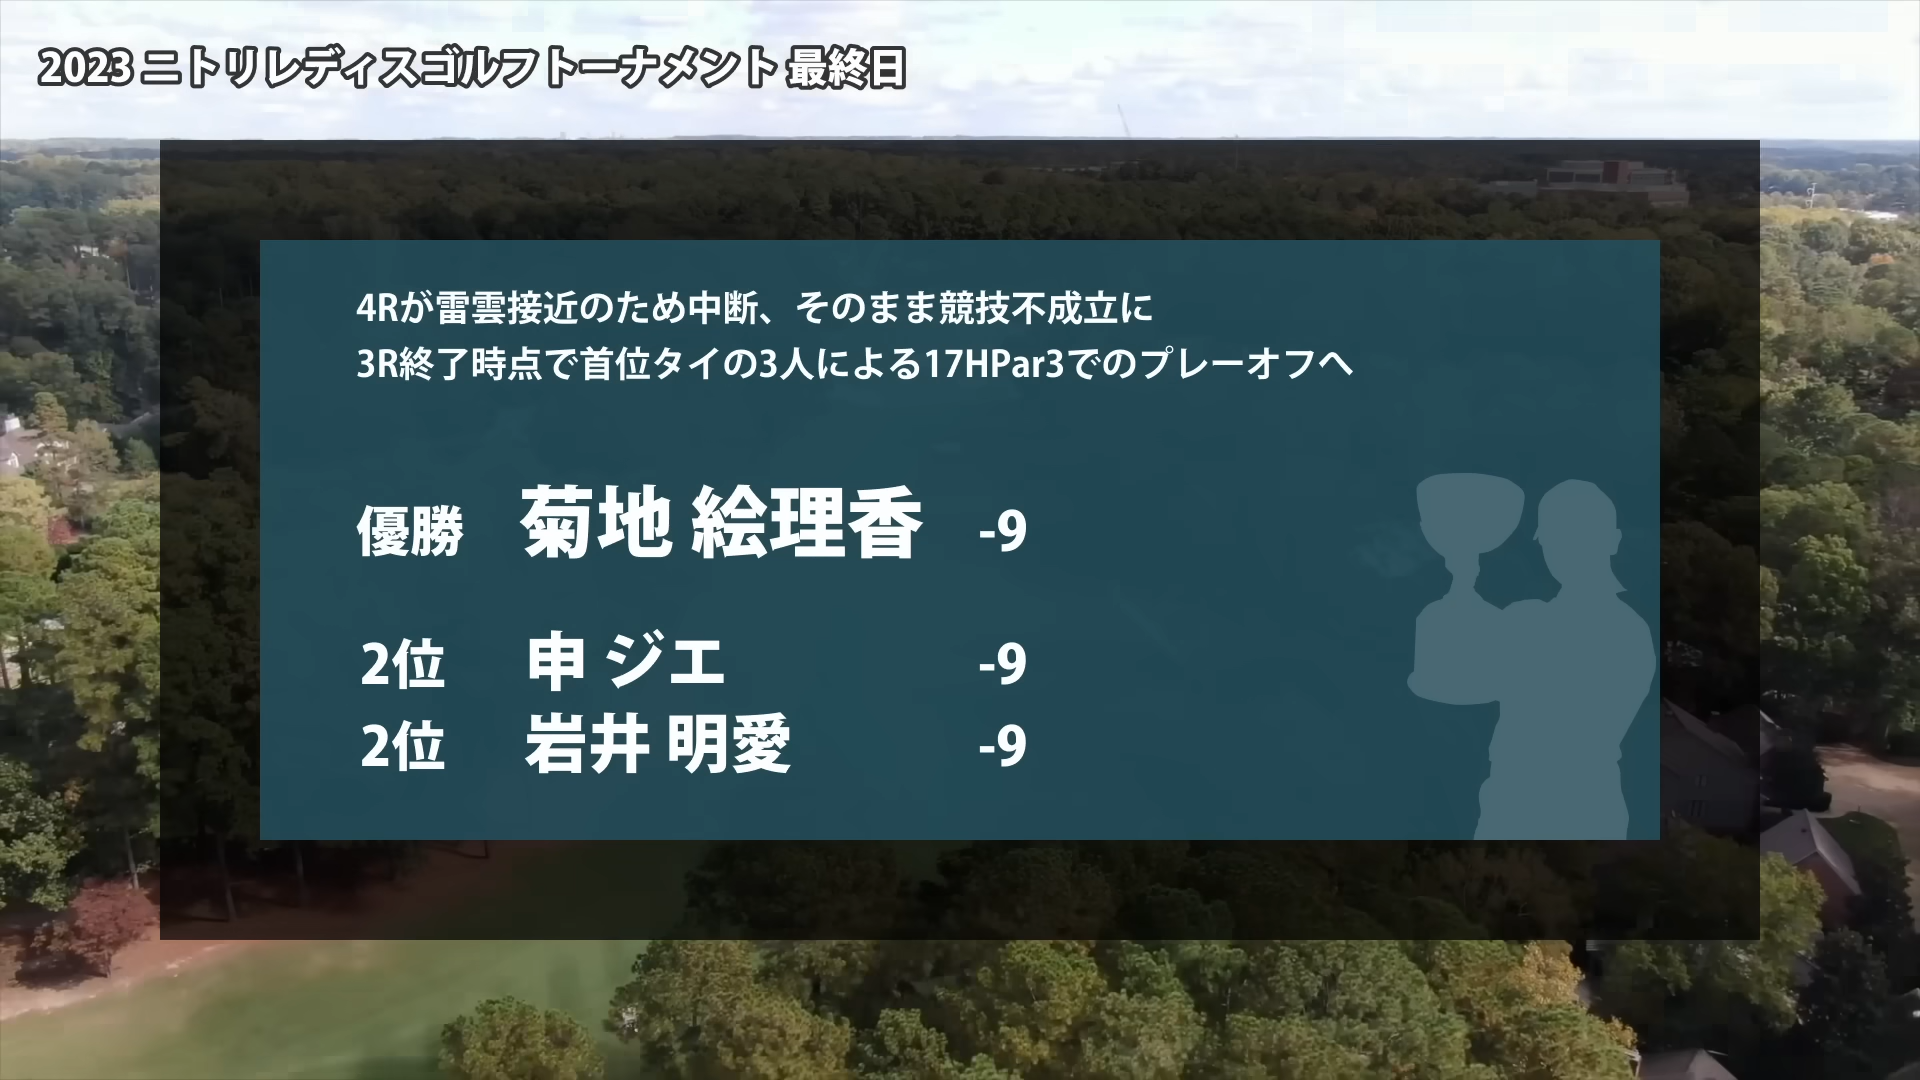 2023 ニトリレディスゴルフトーナメント 最終日
4Rが雷雲接近のため中断、そのまま競技不成立に
3R終了時点で首位タイの3人による17HPar3でのプレーオフへ
優勝 菊地 絵理香 -9
2位 申 ジエ -9
2位 岩井 明愛 -9